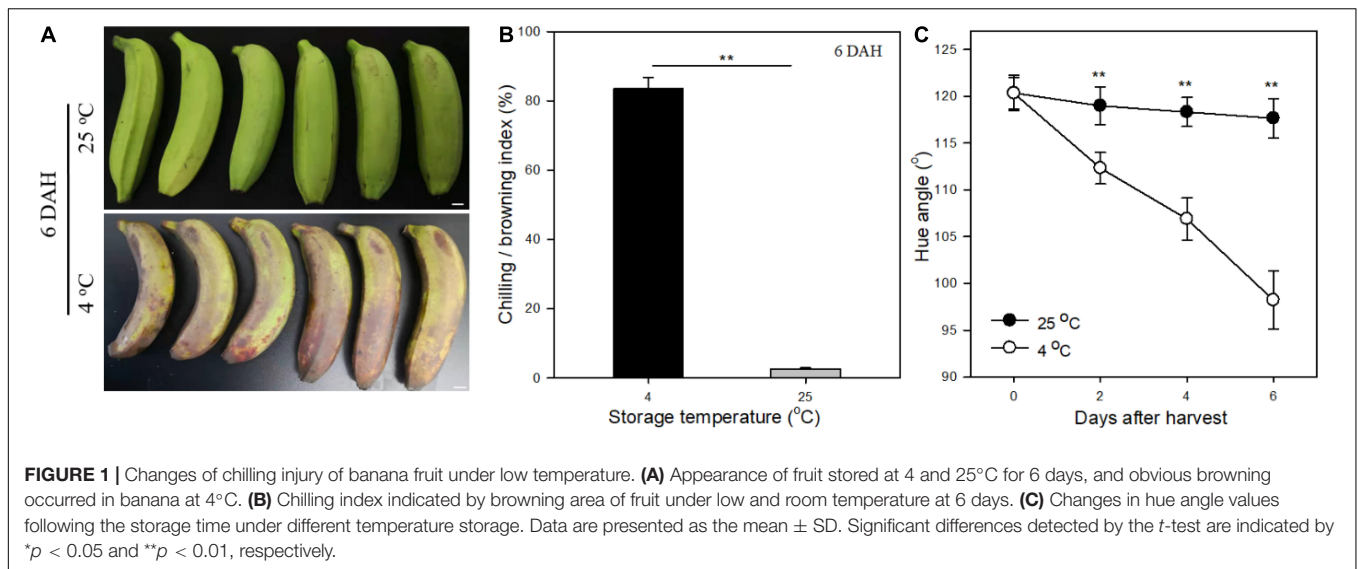 A
25 °C
6 DAH
4 °C
B
6 DAH
**
100
80
60
40
20
0
Chilling / browning index (%)
4
25
Storage temperature (°C)
C
125
120
115
110
105
100
95
90
Hue angle (°)
**
**
**
25 °C
4 °C
0
2
4
6
Days after harvest
FIGURE 1 | Changes of chilling injury of banana fruit under low temperature. (A) Appearance of fruit stored at 4 and 25°C for 6 days, and obvious browning
occurred in banana at 4°C. (B) Chilling index indicated by browning area of fruit under low and room temperature at 6 days. (C) Changes in hue angle values
following the storage time under different temperature storage. Data are presented as the mean ± SD. Significant differences detected by the t-test are indicated by
*p < 0.05 and **p < 0.01, respectively.